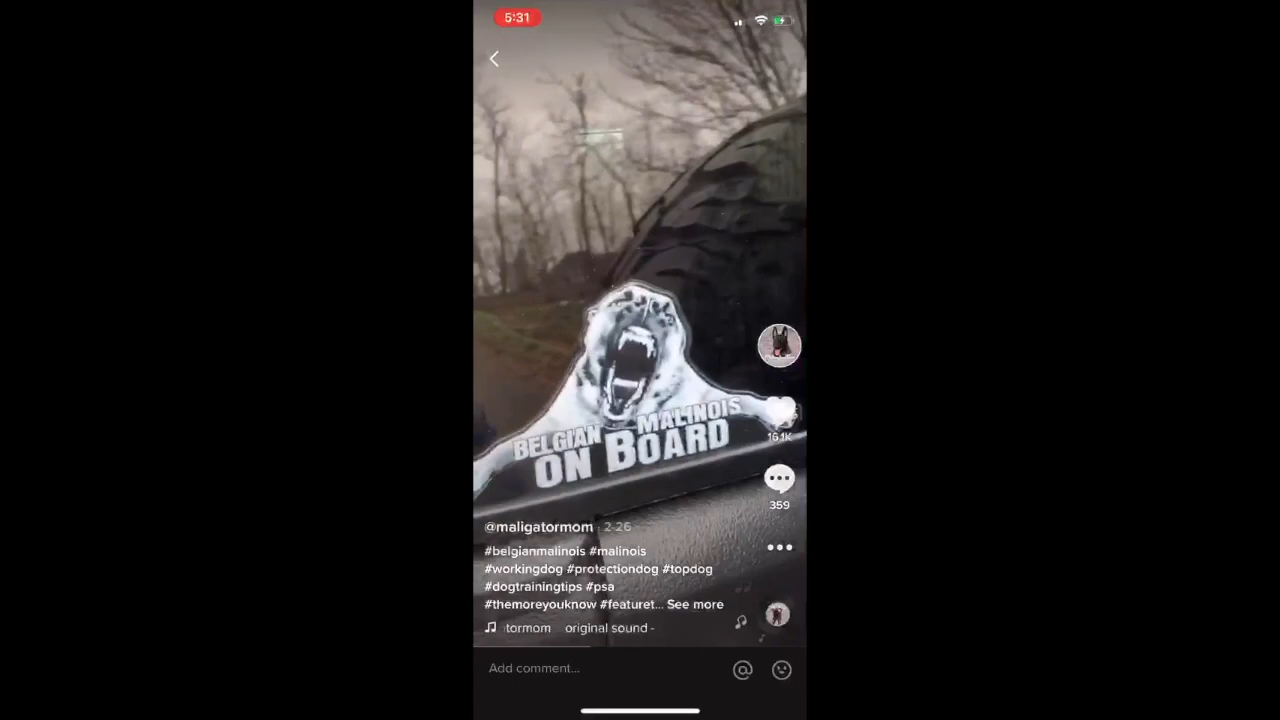 5:31
BELGIAN MALINOIS
ON BOARD
16.1K
359
@maligatormom · 2-26
#belgianmalinois #malinois
#workingdog #protectiondog #topdog
#dogtrainingtips #psa
#themoreyouknow #featuret... See more
tormom original sound -
Add comment...